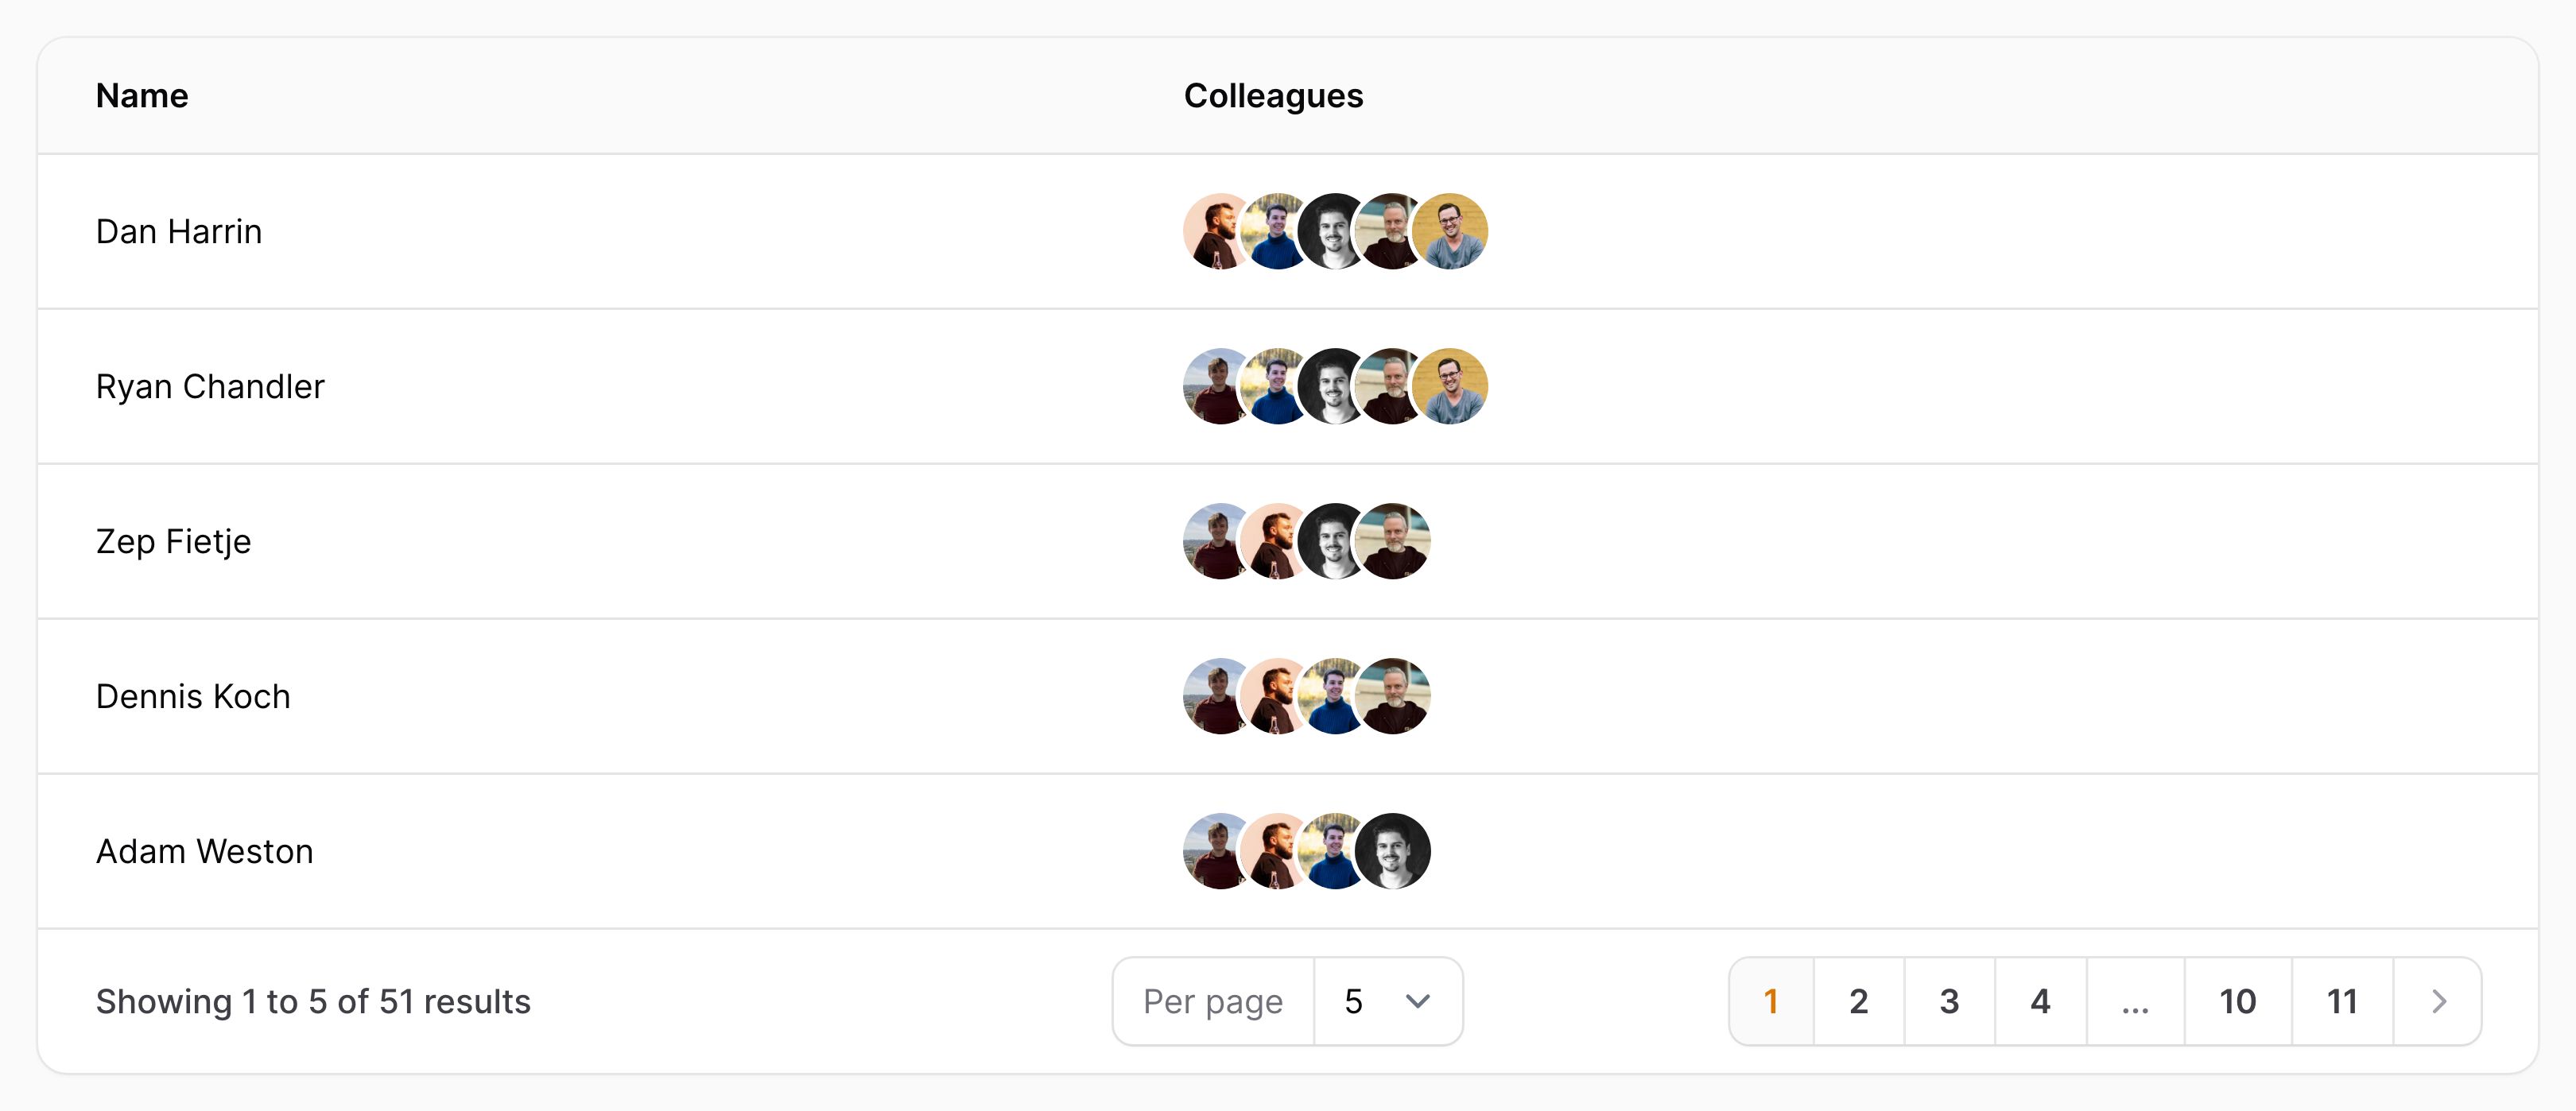 Name Colleagues
Dan Harrin
Ryan Chandler
Zep Fietje
Dennis Koch
Adam Weston
Showing 1 to 5 of 51 results Per page 5 1 2 3 4 ... 10 11